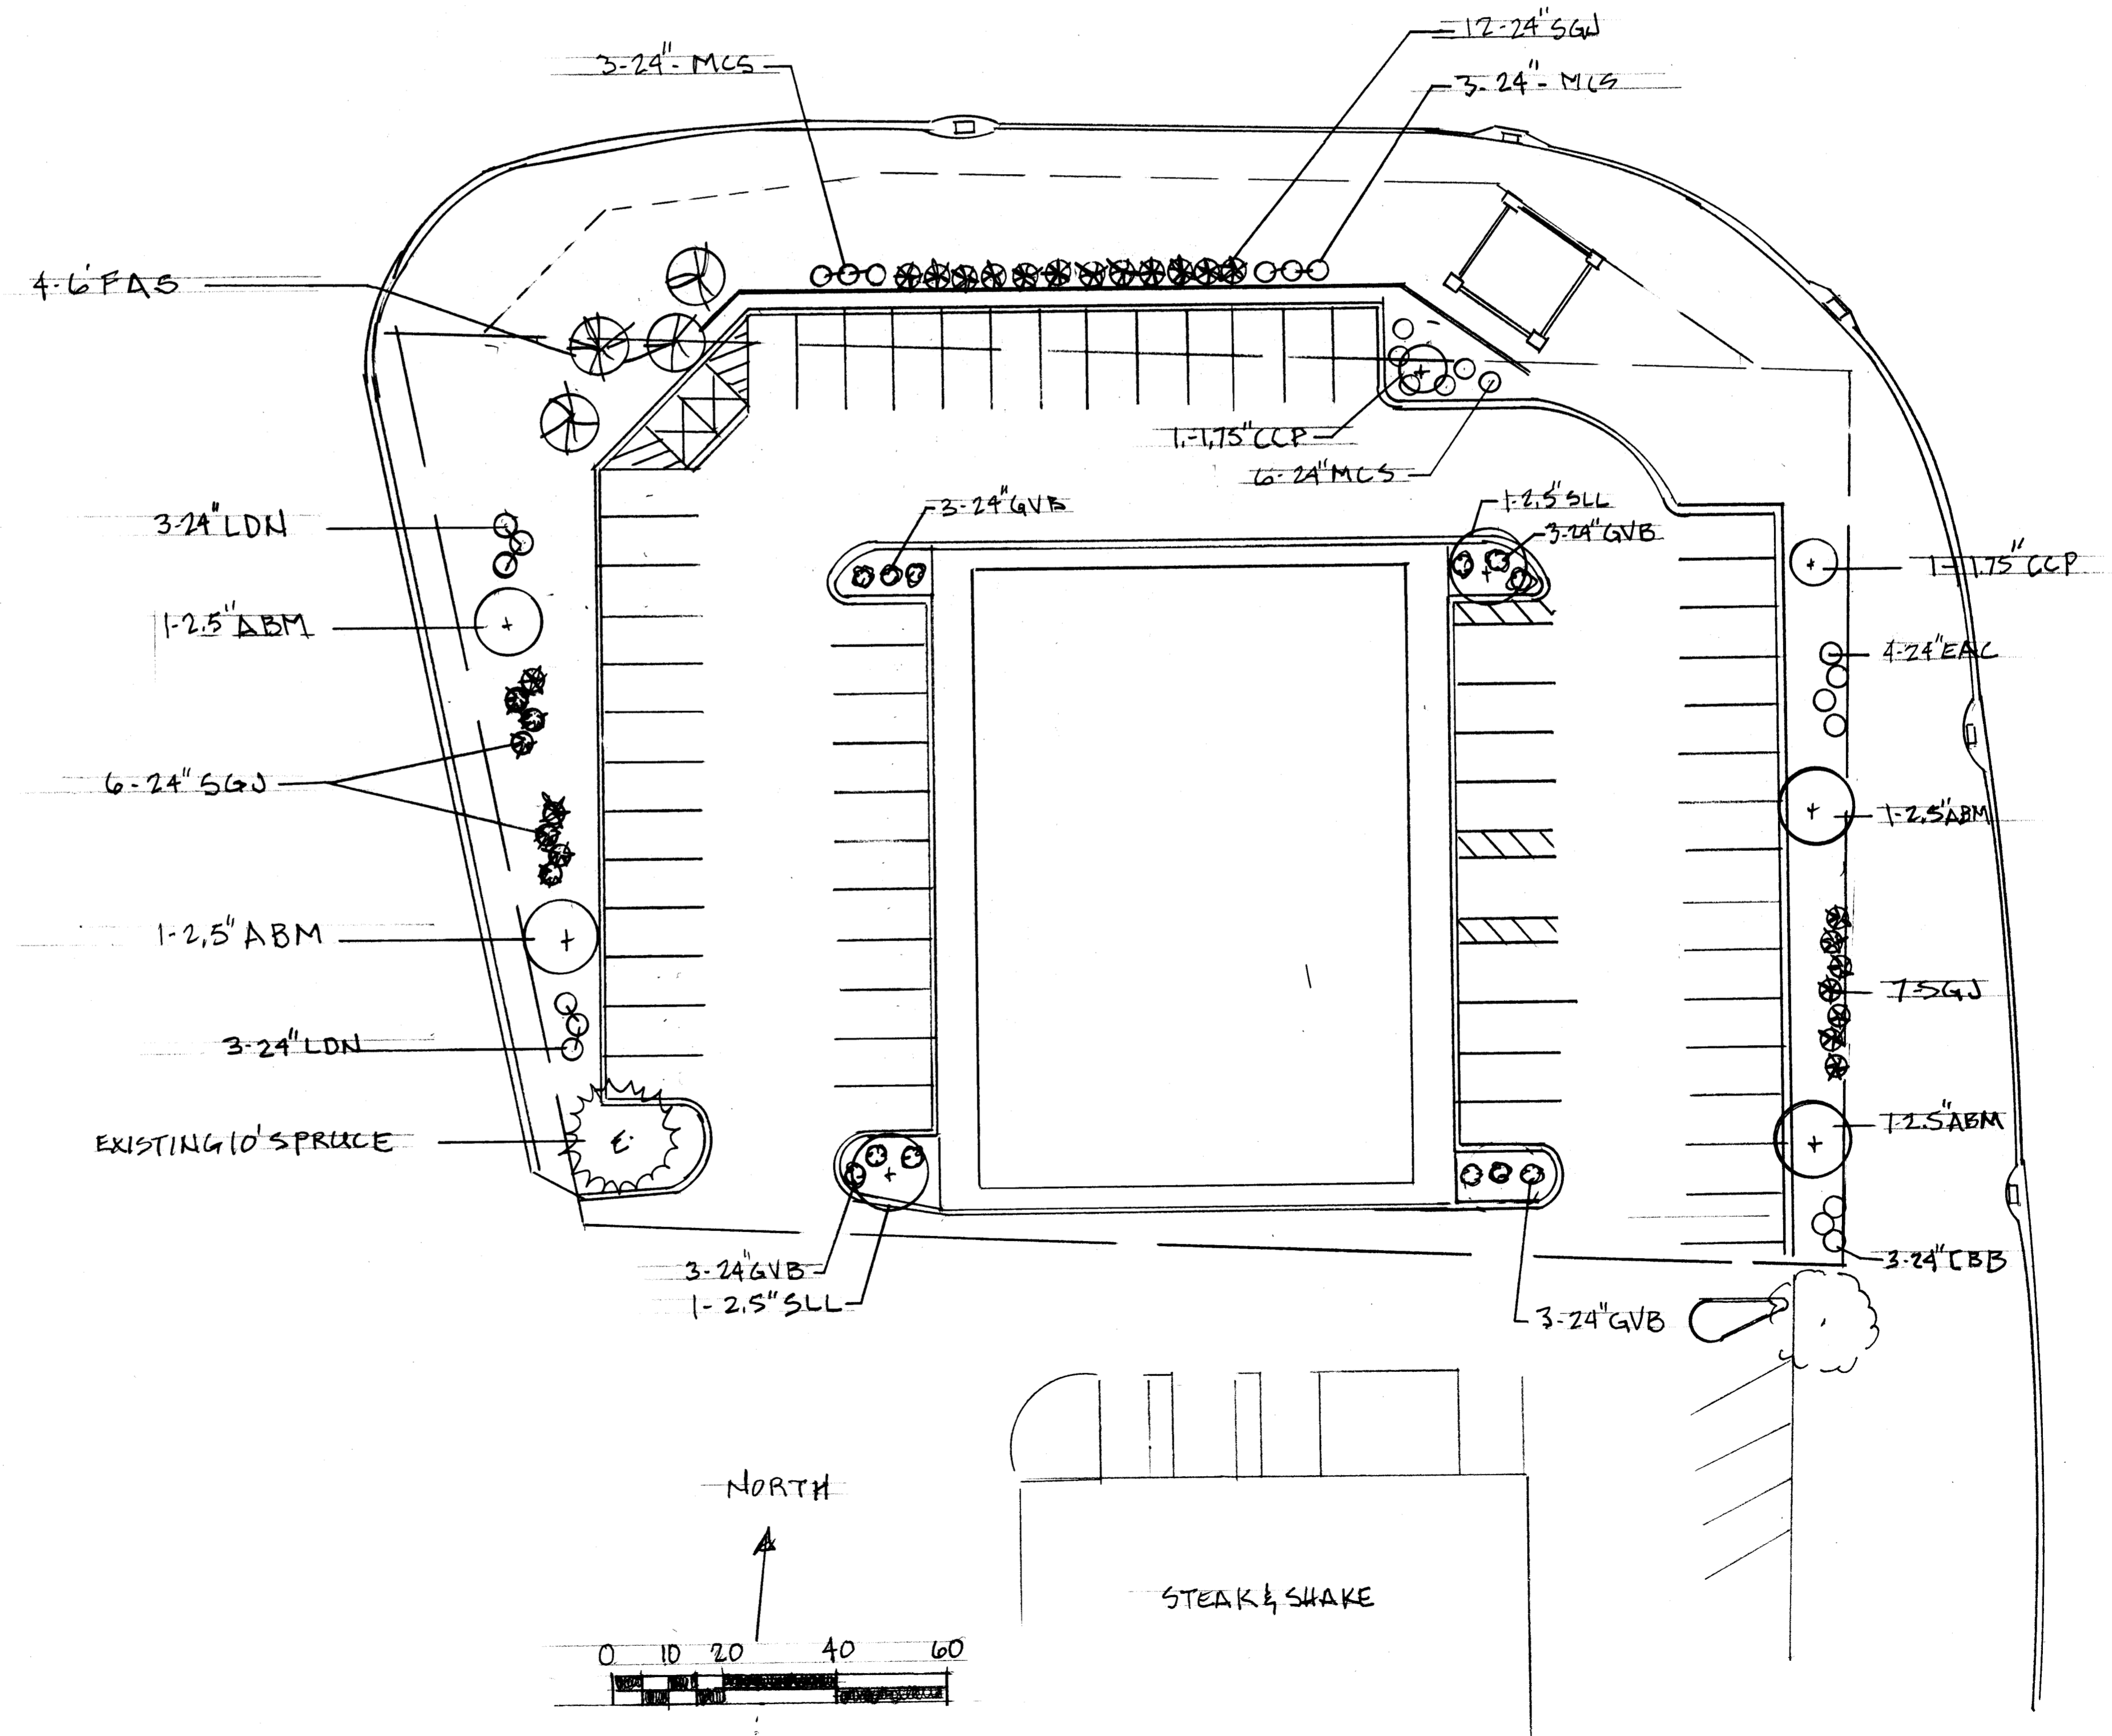 12-24" SGJ
3-24"- MCS
3-24"- MCS
4-6' FAS
1-1.75" CCP
6-24" MCS
3-24" GVB
1-2.5" SLL
3-24" GVB
3-24" LDN
1-1.75" CCP
1-2.5" ABM
4-24" EAC
6-24" SGJ
1-2.5" ABM
1-2.5" ABM
7-SGJ
3-24" LDN
EXISTING 10' SPRUCE
1-2.5" ABM
3-24" GVB
1-2.5" SLL
3-24" CBB
3-24" GVB
NORTH
STEAK & SHAKE
0 10 20 40 60